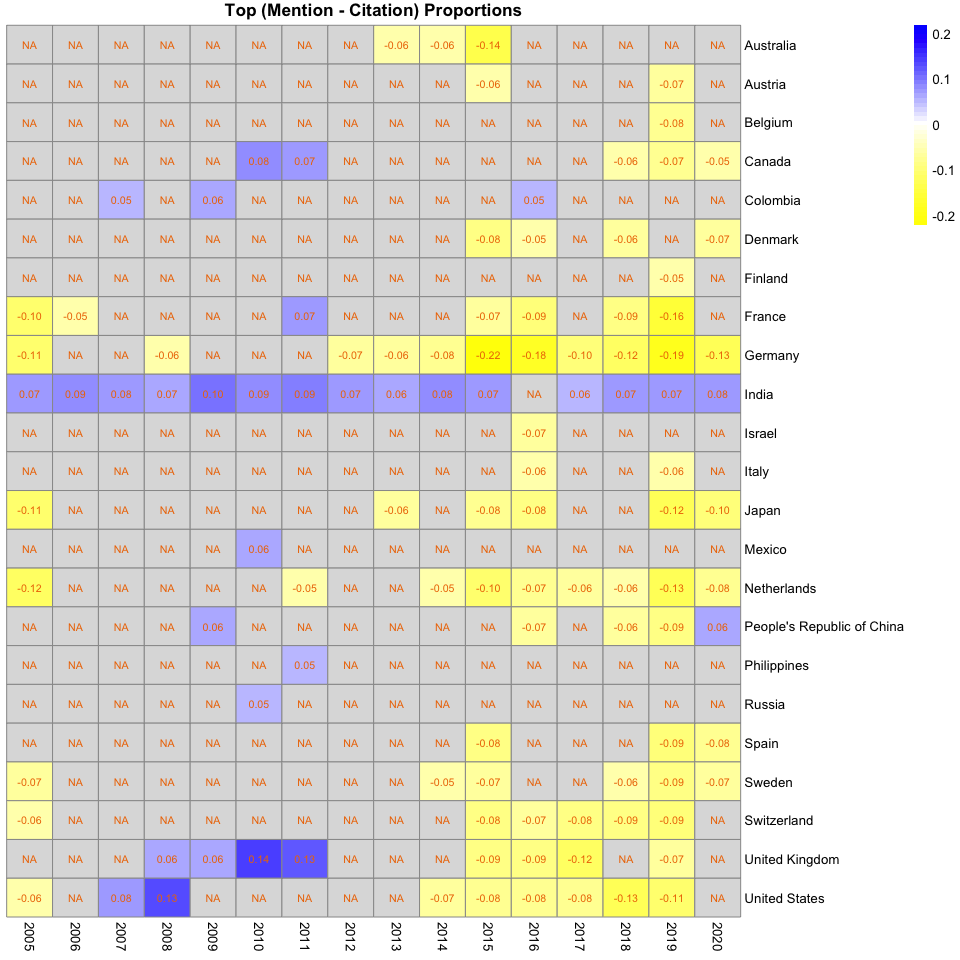 Top (Mention - Citation) Proportions
NA NA NA NA NA NA NA NA -0.06 -0.06 -0.14 NA NA NA NA NA Australia
NA NA NA NA NA NA NA NA NA NA -0.06 NA NA NA -0.07 NA Austria
NA NA NA NA NA NA NA NA NA NA NA NA NA NA -0.08 NA Belgium
NA NA NA NA NA 0.08 0.07 NA NA NA NA NA NA -0.06 -0.07 -0.05 Canada
NA NA 0.05 NA 0.06 NA NA NA NA NA NA 0.05 NA NA NA NA Colombia
NA NA NA NA NA NA NA NA NA NA -0.08 -0.05 NA -0.06 NA -0.07 Denmark
NA NA NA NA NA NA NA NA NA NA NA NA NA NA -0.05 NA Finland
-0.10 -0.05 NA NA NA NA 0.07 NA NA NA -0.07 -0.09 NA -0.09 -0.16 NA France
-0.11 NA NA -0.06 NA NA NA -0.07 -0.06 -0.08 -0.22 -0.18 -0.10 -0.12 -0.19 -0.13 Germany
0.07 0.09 0.08 0.07 0.10 0.09 0.09 0.07 0.06 0.08 0.07 NA 0.06 0.07 0.07 0.08 India
NA NA NA NA NA NA NA NA NA NA NA -0.07 NA NA NA NA Israel
NA NA NA NA NA NA NA NA NA NA NA -0.06 NA NA -0.06 NA Italy
-0.11 NA NA NA NA NA NA NA -0.06 NA -0.08 -0.08 NA NA -0.12 -0.10 Japan
NA NA NA NA NA 0.06 NA NA NA NA NA NA NA NA NA NA Mexico
-0.12 NA NA NA NA NA -0.05 NA NA -0.05 -0.10 -0.07 -0.06 -0.06 -0.13 -0.08 Netherlands
NA NA NA NA 0.06 NA NA NA NA NA NA -0.07 NA -0.06 -0.09 0.06 People's Republic of China
NA NA NA NA NA NA 0.05 NA NA NA NA NA NA NA NA NA Philippines
NA NA NA NA NA 0.05 NA NA NA NA NA NA NA NA NA NA Russia
NA NA NA NA NA NA NA NA NA NA -0.08 NA NA NA -0.09 -0.08 Spain
-0.07 NA NA NA NA NA NA NA NA -0.05 -0.07 NA NA -0.06 -0.09 -0.07 Sweden
-0.06 NA NA NA NA NA NA NA NA NA -0.08 -0.07 -0.08 -0.09 -0.09 NA Switzerland
NA NA NA 0.06 0.06 0.14 0.13 NA NA NA -0.09 -0.09 -0.12 NA -0.07 NA United Kingdom
-0.06 NA 0.08 0.13 NA NA NA NA NA -0.07 -0.08 -0.08 -0.08 -0.13 -0.11 NA United States
2005 2006 2007 2008 2009 2010 2011 2012 2013 2014 2015 2016 2017 2018 2019 2020
0.2
0.1
0
-0.1
-0.2